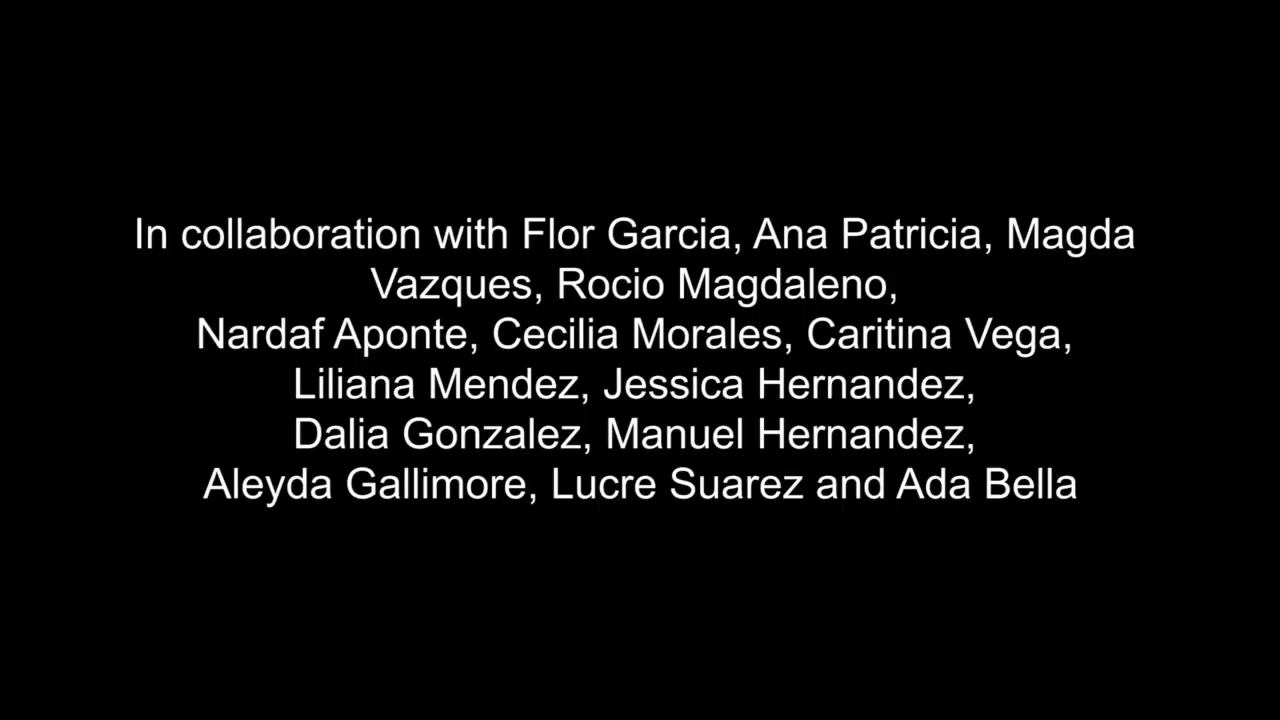 In collaboration with Flor Garcia, Ana Patricia, Magda
Vazques, Rocio Magdaleno,
Nardaf Aponte, Cecilia Morales, Caritina Vega,
Liliana Mendez, Jessica Hernandez,
Dalia Gonzalez, Manuel Hernandez,
Aleyda Gallimore, Lucre Suarez and Ada Bella